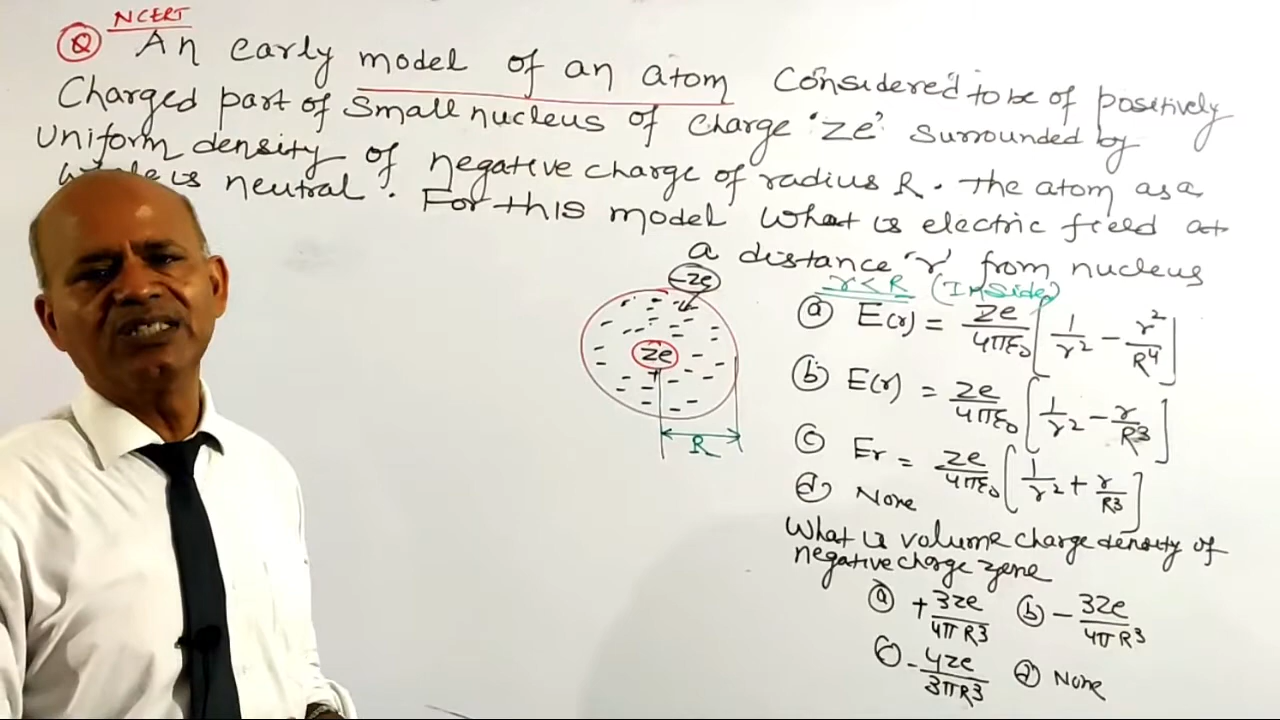 NCERT
Q An early model of an atom Considered to be of positively
Charged part of Small nucleus of charge 'ze' surrounded by
Uniform density of negative charge of radius R. The atom as a
whole is neutral. For this model What is electric field at
a distance 'r' from nucleus
r < R (Inside)
-ze
ze
+
R
a E(r) = ze/4πε₀ [1/r² - r²/R⁴]
b E(r) = ze/4πε₀ [1/r² - r/R³]
c Er = ze/4πε₀ [1/r² + r/R³]
d None
What is volume charge density of
negative charge zone
a + 3ze/4πR³ b - 3ze/4πR³
c - 4ze/3πR³ d None